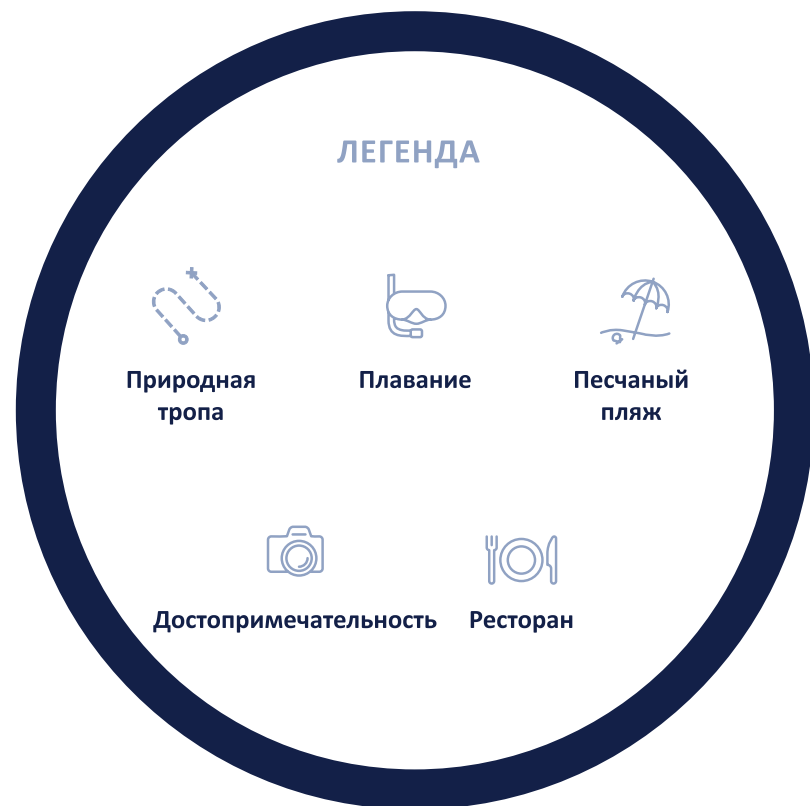 ЛЕГЕНДА
Природная
тропа
Плавание
Песчаный
пляж
Достопримечательность
Ресторан